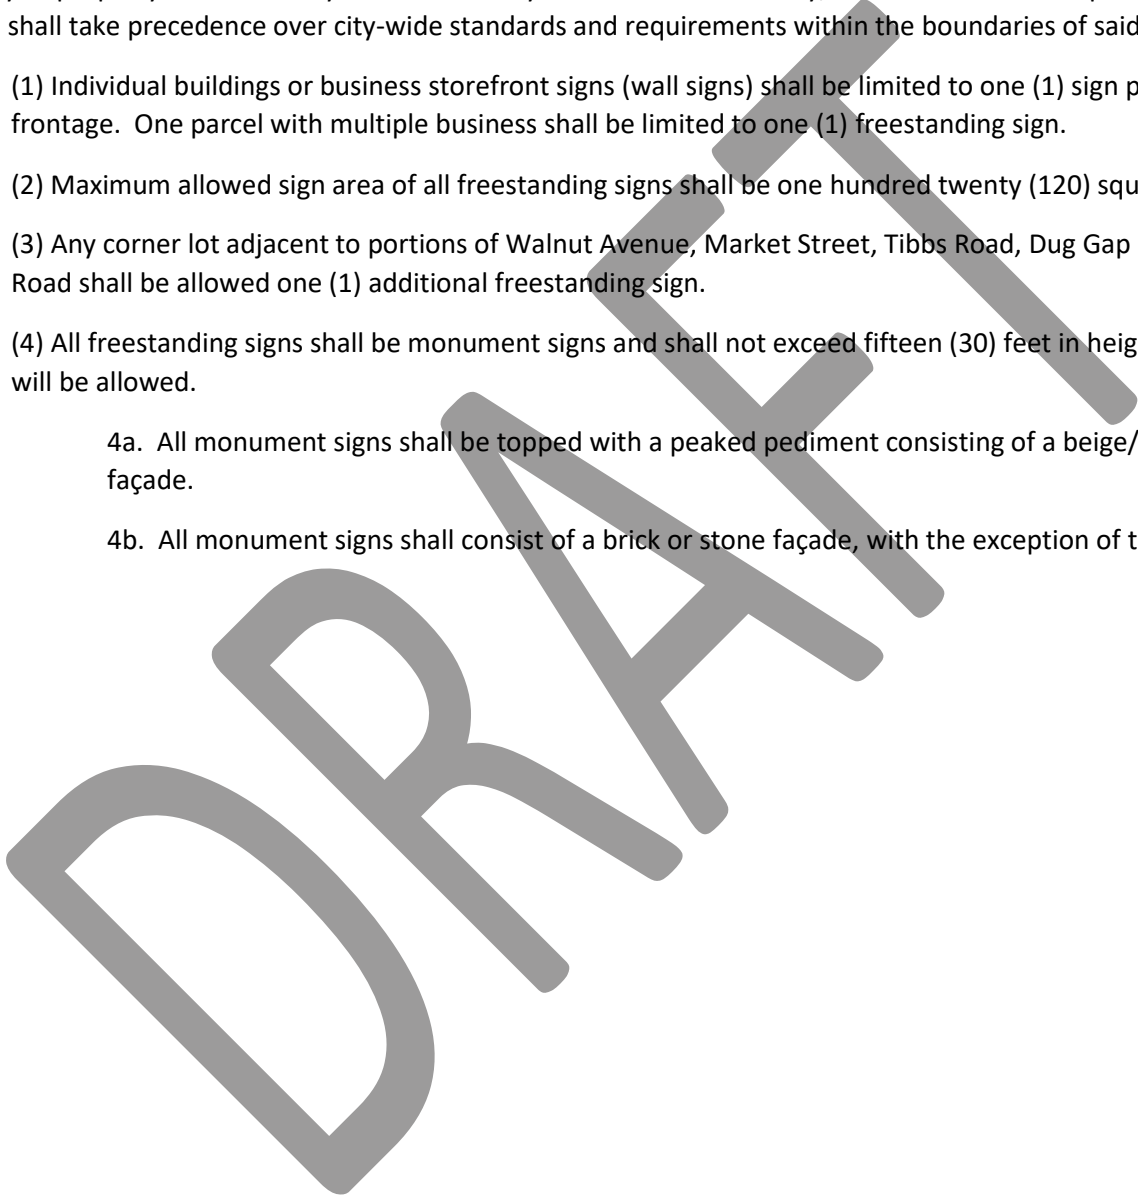 shall take precedence over city-wide standards and requirements within the boundaries of said
(1) Individual buildings or business storefront signs (wall signs) shall be limited to one (1) sign p
frontage. One parcel with multiple business shall be limited to one (1) freestanding sign.
(2) Maximum allowed sign area of all freestanding signs shall be one hundred twenty (120) squ
(3) Any corner lot adjacent to portions of Walnut Avenue, Market Street, Tibbs Road, Dug Gap
Road shall be allowed one (1) additional freestanding sign.
(4) All freestanding signs shall be monument signs and shall not exceed fifteen (30) feet in heig
will be allowed.
4a. All monument signs shall be topped with a peaked pediment consisting of a beige/
façade.
4b. All monument signs shall consist of a brick or stone façade, with the exception of t
DRAFT